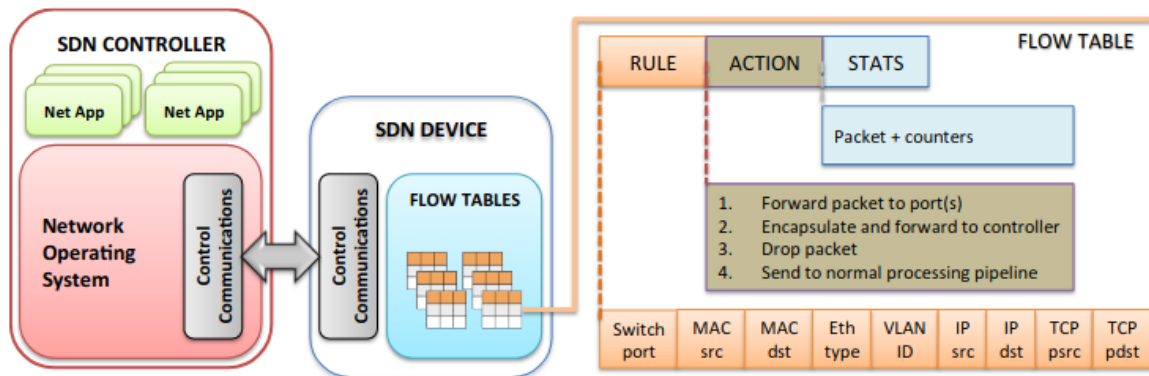 SDN CONTROLLER
Net App
Net App
Network
Operating
System
Control
Communications
SDN DEVICE
Control
Communications
FLOW TABLES
FLOW TABLE
RULE
ACTION
STATS
Packet + counters
1. Forward packet to port(s)
2. Encapsulate and forward to controller
3. Drop packet
4. Send to normal processing pipeline
Switch
port
MAC
src
MAC
dst
Eth
type
VLAN
ID
IP
src
IP
dst
TCP
psrc
TCP
pdst